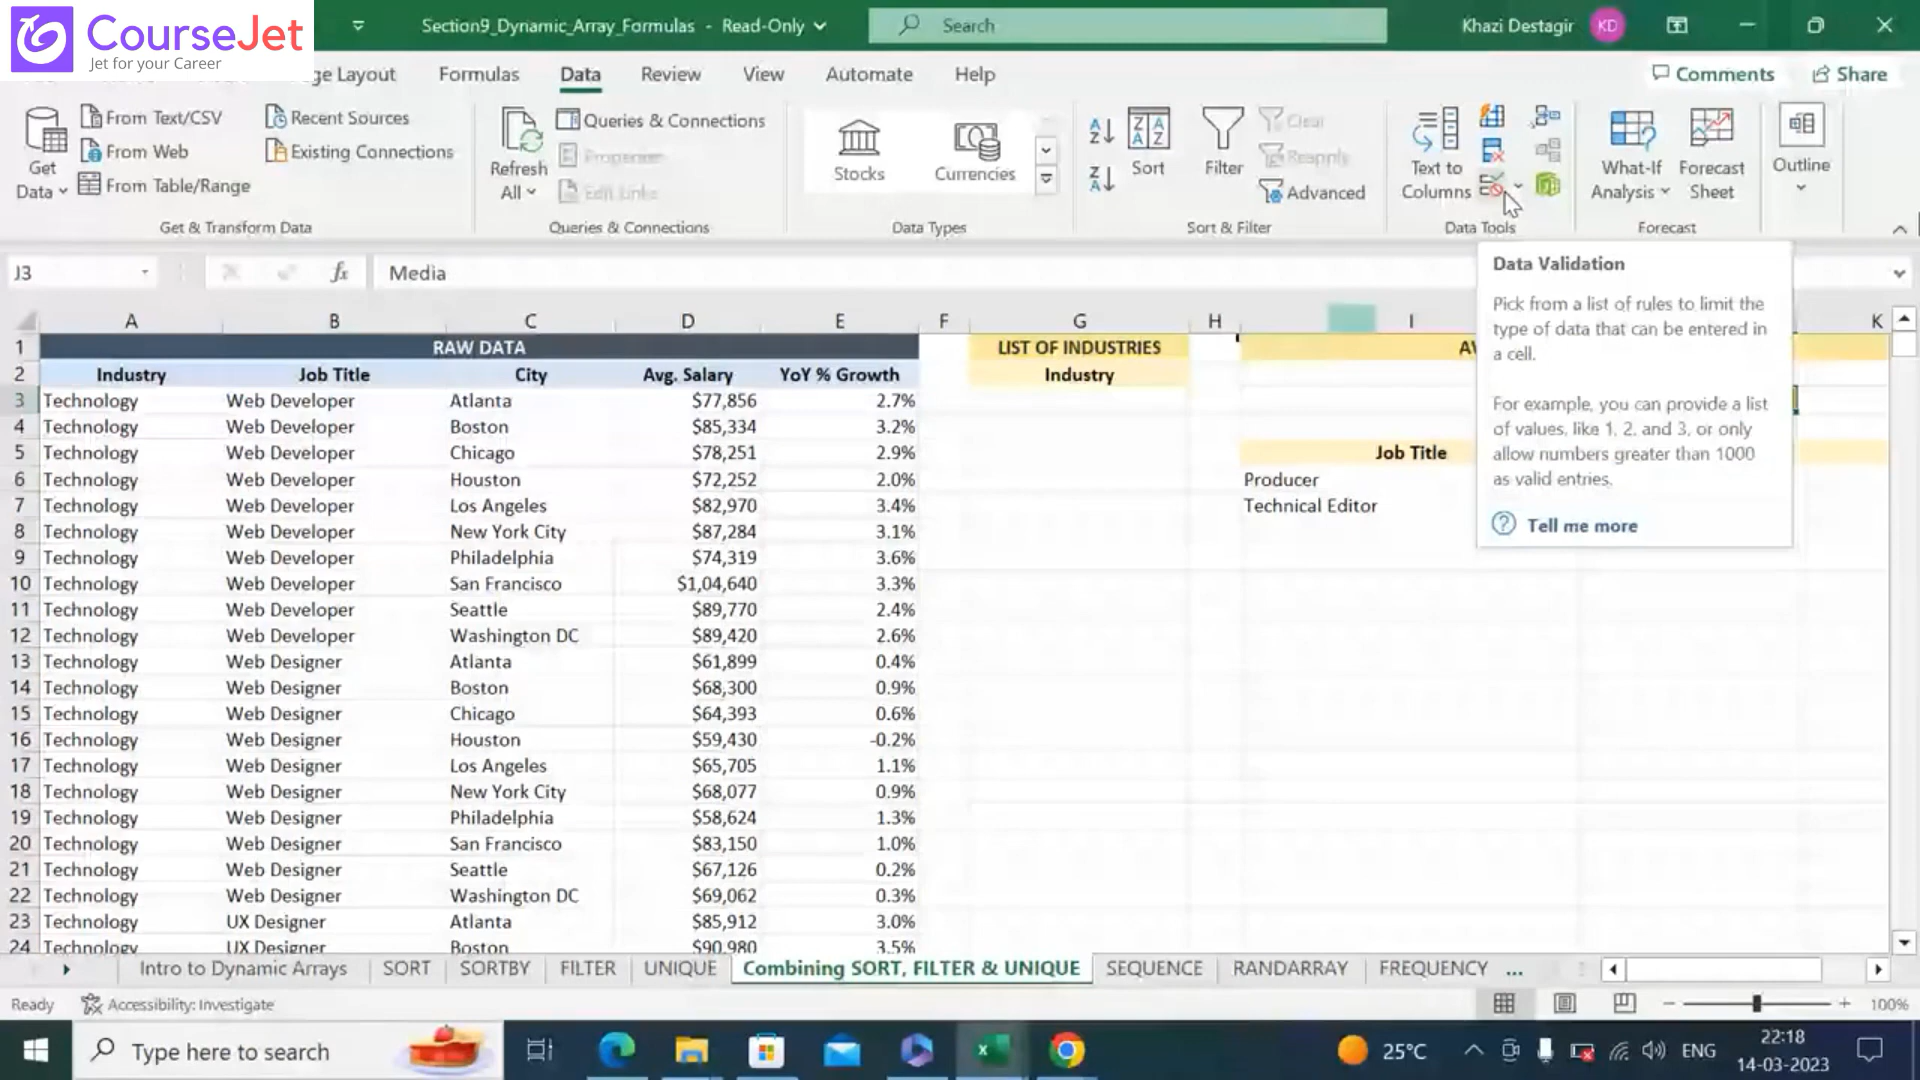 CourseJet
Jet for your Career
Section9_Dynamic_Array_Formulas - Read-Only
Search
Khazi Destagir
KD
ge Layout
Formulas
Data
Review
View
Automate
Help
Comments
Share
Get
Data
From Text/CSV
From Web
From Table/Range
Recent Sources
Existing Connections
Get & Transform Data
Refresh
All
Queries & Connections
Properties
Edit Links
Queries & Connections
Stocks
Currencies
Data Types
Sort
Filter
Clear
Reapply
Advanced
Sort & Filter
Text to
Columns
Data Tools
What-If
Analysis
Forecast
Sheet
Forecast
Outline
J3
fx
Media
Data Validation
Pick from a list of rules to limit the
type of data that can be entered in
a cell.
For example, you can provide a list
of values, like 1, 2, and 3, or only
allow numbers greater than 1000
as valid entries.
Tell me more
A B C D E F G H I K
1 RAW DATA LIST OF INDUSTRIES AV
2 Industry Job Title City Avg. Salary YoY % Growth Industry
3 Technology Web Developer Atlanta $77,856 2.7%
4 Technology Web Developer Boston $85,334 3.2%
5 Technology Web Developer Chicago $78,251 2.9% Job Title
6 Technology Web Developer Houston $72,252 2.0% Producer
7 Technology Web Developer Los Angeles $82,970 3.4% Technical Editor
8 Technology Web Developer New York City $87,284 3.1%
9 Technology Web Developer Philadelphia $74,319 3.6%
10 Technology Web Developer San Francisco $1,04,640 3.3%
11 Technology Web Developer Seattle $89,770 2.4%
12 Technology Web Developer Washington DC $89,420 2.6%
13 Technology Web Designer Atlanta $61,899 0.4%
14 Technology Web Designer Boston $68,300 0.9%
15 Technology Web Designer Chicago $64,393 0.6%
16 Technology Web Designer Houston $59,430 -0.2%
17 Technology Web Designer Los Angeles $65,705 1.1%
18 Technology Web Designer New York City $68,077 0.9%
19 Technology Web Designer Philadelphia $58,624 1.3%
20 Technology Web Designer San Francisco $83,150 1.0%
21 Technology Web Designer Seattle $67,126 0.2%
22 Technology Web Designer Washington DC $69,062 0.3%
23 Technology UX Designer Atlanta $85,912 3.0%
24 Technology UX Designer Boston $90,980 3.5%
Intro to Dynamic Arrays SORT SORTBY FILTER UNIQUE Combining SORT, FILTER & UNIQUE SEQUENCE RANDARRAY FREQUENCY ...
Ready
Accessibility: Investigate
100%
Type here to search
25°C
ENG
22:18
14-03-2023